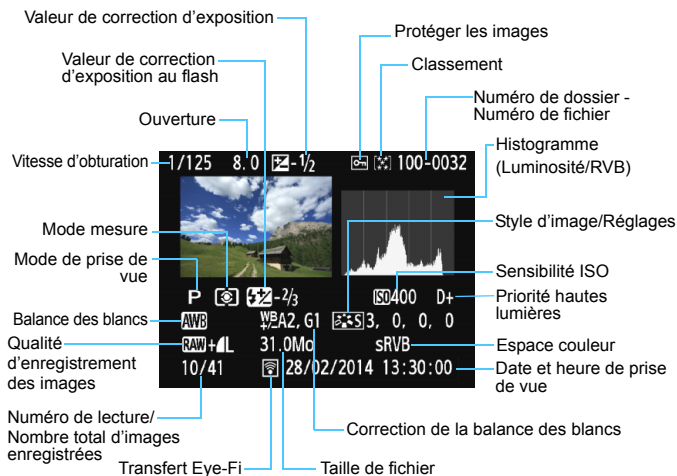 Valeur de correction d'exposition
Protéger les images
Valeur de correction
d'exposition au flash
Classement
Numéro de dossier -
Numéro de fichier
Ouverture
Histogramme
(Luminosité/RVB)
Vitesse d'obturation
1/125 8.0 -1/2 100-0032
Style d'image/Réglages
Mode mesure
Mode de prise de
vue
Sensibilité ISO
P -2/3 ISO400 D+
Priorité hautes
lumières
Balance des blancs
AWB WB+/-A2,G1 S3, 0, 0, 0
Qualité
d'enregistrement
des images
RAW+L 31.0Mo sRVB
Espace couleur
10/41 28/02/2014 13:30:00
Date et heure de prise
de vue
Numéro de lecture/
Nombre total d'images
enregistrées
Correction de la balance des blancs
Transfert Eye-Fi
Taille de fichier